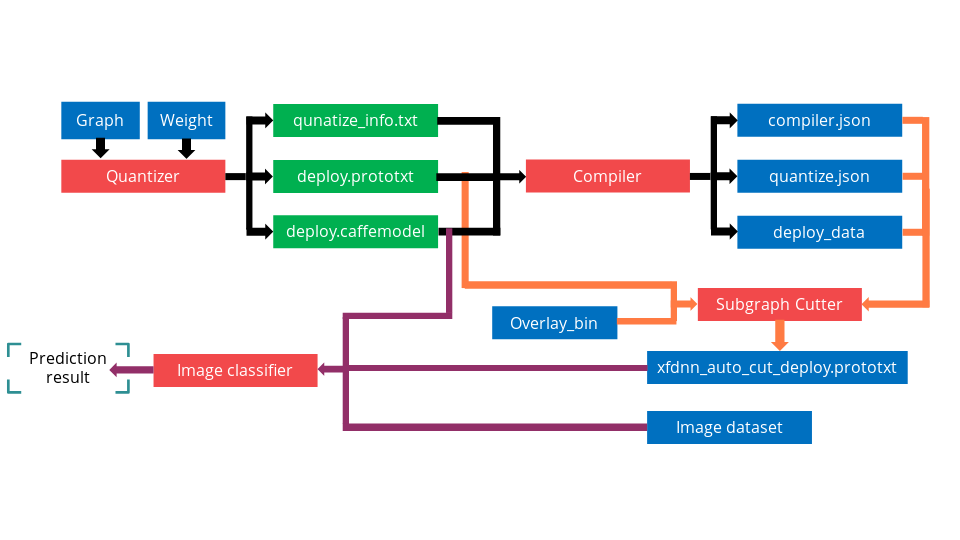 Graph
Weight
Quantizer
qunatize_info.txt
deploy.prototxt
deploy.caffemodel
Compiler
compiler.json
quantize.json
deploy_data
Subgraph Cutter
Overlay_bin
xfdnn_auto_cut_deploy.prototxt
Image classifier
Prediction
result
Image dataset